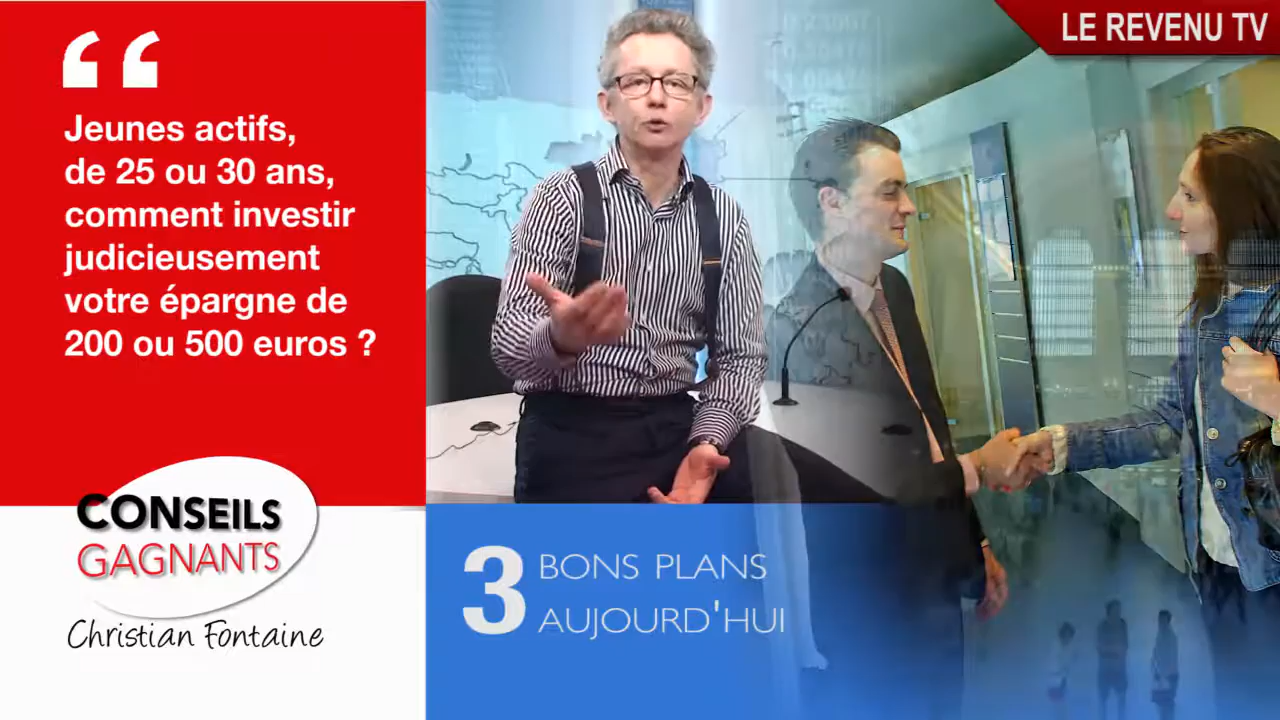 LE REVENU TV
“
Jeunes actifs,
de 25 ou 30 ans,
comment investir
judicieusement
votre épargne de
200 ou 500 euros ?
CONSEILS
GAGNANTS
Christian Fontaine
3 BONS PLANS
AUJOURD'HUI